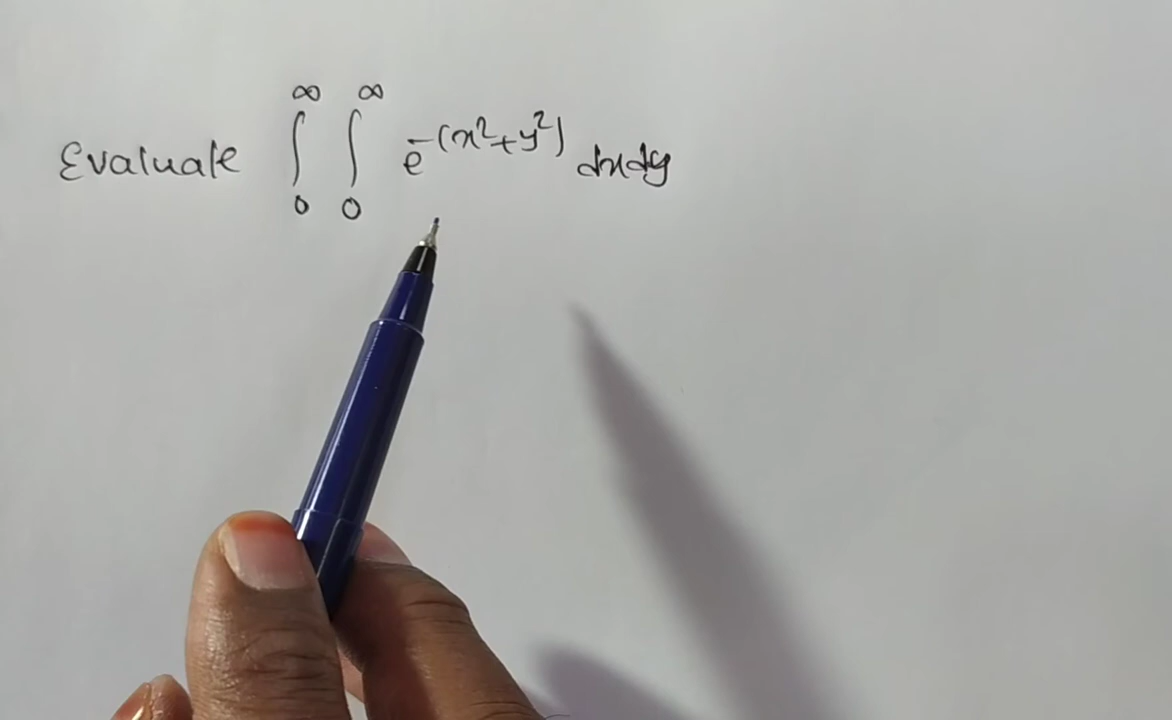 Evaluate ∫₀^∞ ∫₀^∞ e^-(x²+y²) dxdy